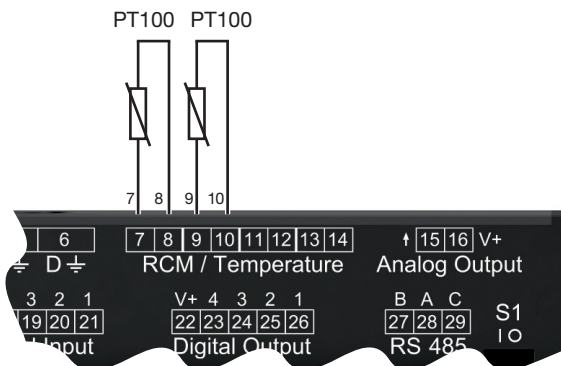 PT100 PT100
7 8 9 10
6 7 8 9 10 11 12 13 14 15 16 V+
D RCM / Temperature Analog Output
3 2 1 V+ 4 3 2 1 B A C S1
19 20 21 22 23 24 25 26 27 28 29 I O
Input Digital Output RS 485